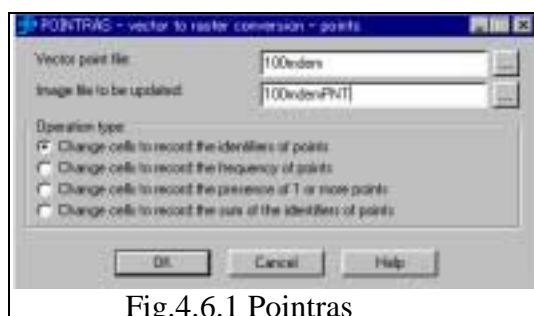 POINTRAS - vector to raster conversion - points
Vector point file:
100mdem
Image file to be updated:
100mdemPNT
Operation type:
Change cells to record the identifiers of points
Change cells to record the frequency of points
Change cells to record the presence of 1 or more points
Change cells to record the sum of the identifiers of points
OK Cancel Help
Fig.4.6.1 Pointras